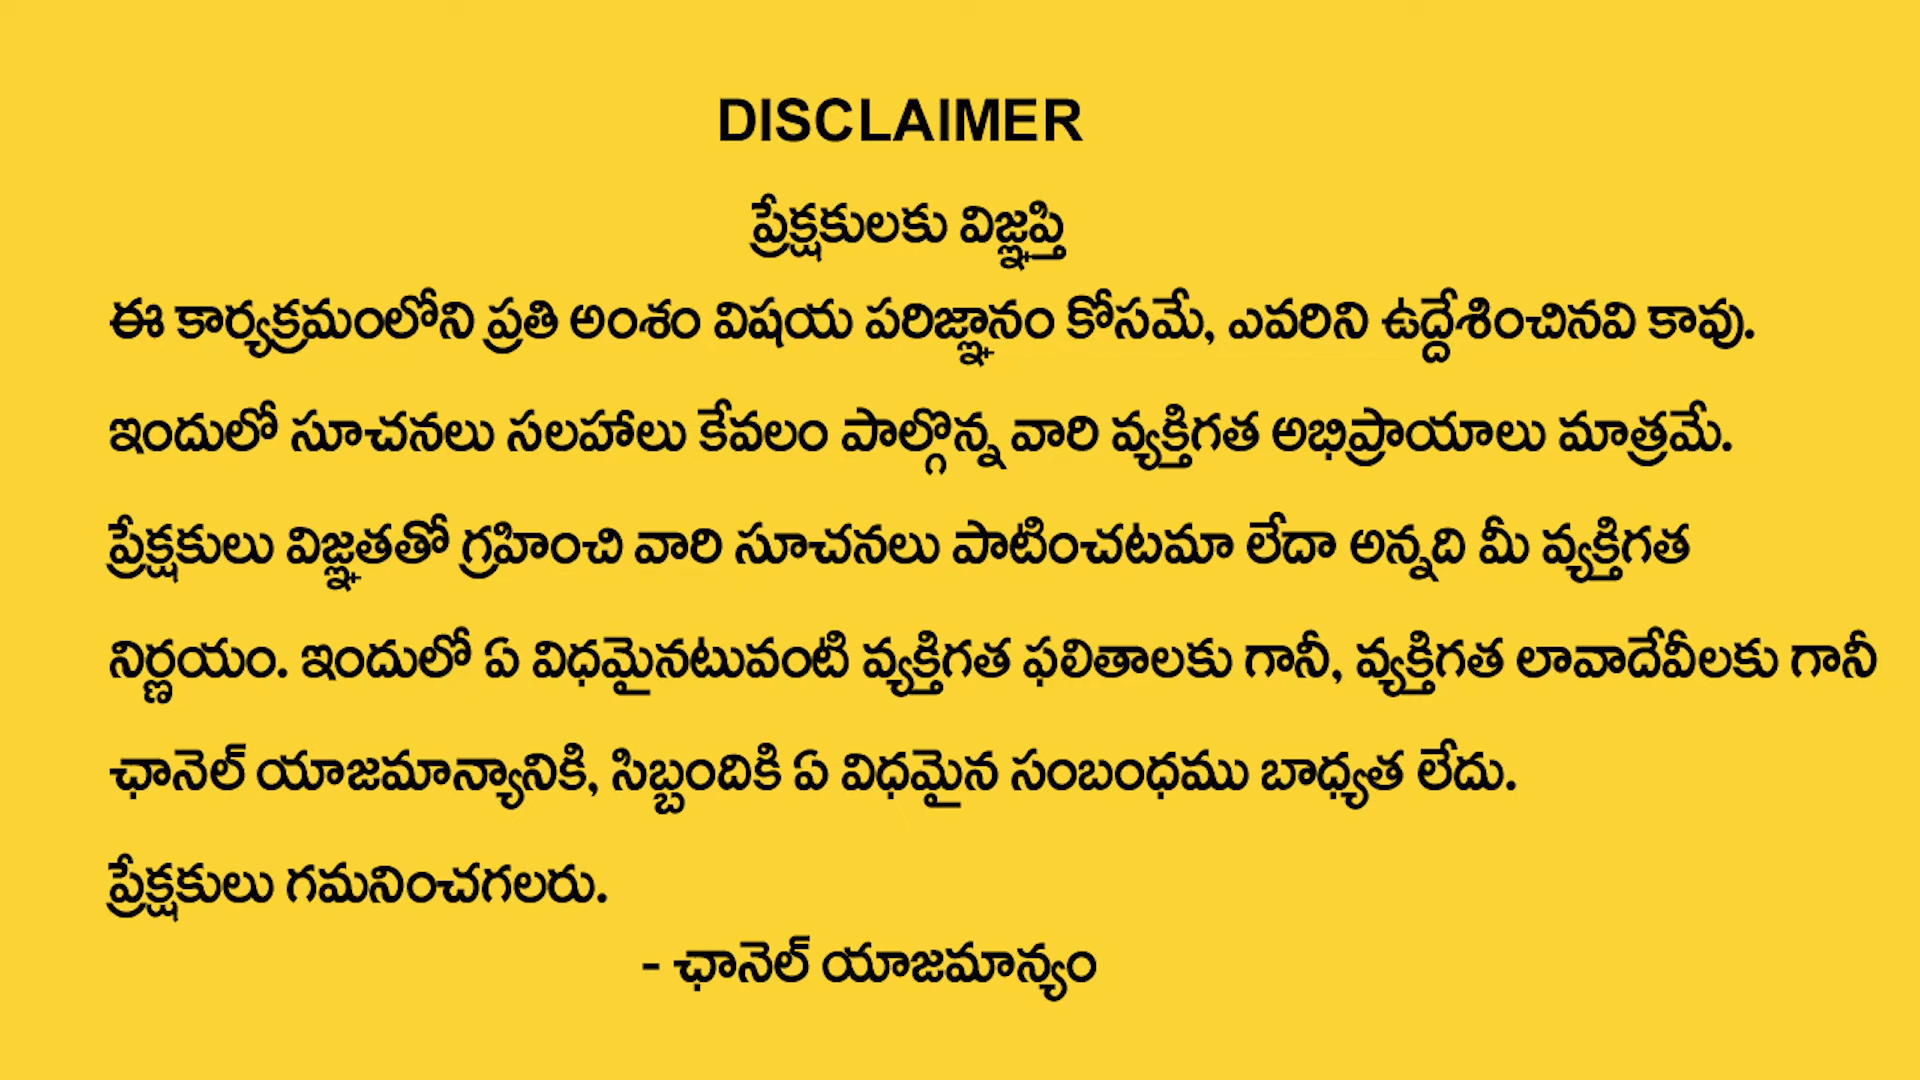 DISCLAIMER
ప్రేక్షకులకు విజ్ఞప్తి
ఈ కార్యక్రమంలోని ప్రతి అంశం విషయ పరిజ్ఞానం కోసమే, ఎవరిని ఉద్దేశించినవి కావు.
ఇందులో సూచనలు సలహాలు కేవలం పాల్గొన్న వారి వ్యక్తిగత అభిప్రాయాలు మాత్రమే.
ప్రేక్షకులు విజ్ఞతతో గ్రహించి వారి సూచనలు పాటించటమా లేదా అన్నది మీ వ్యక్తిగత
నిర్ణయం. ఇందులో ఏ విధమైనటువంటి వ్యక్తిగత ఫలితాలకు గానీ, వ్యక్తిగత లావాదేవీలకు గానీ
ఛానెల్ యాజమాన్యానికి, సిబ్బందికి ఏ విధమైన సంబంధము బాధ్యత లేదు.
ప్రేక్షకులు గమనించగలరు.
- ఛానెల్ యాజమాన్యం